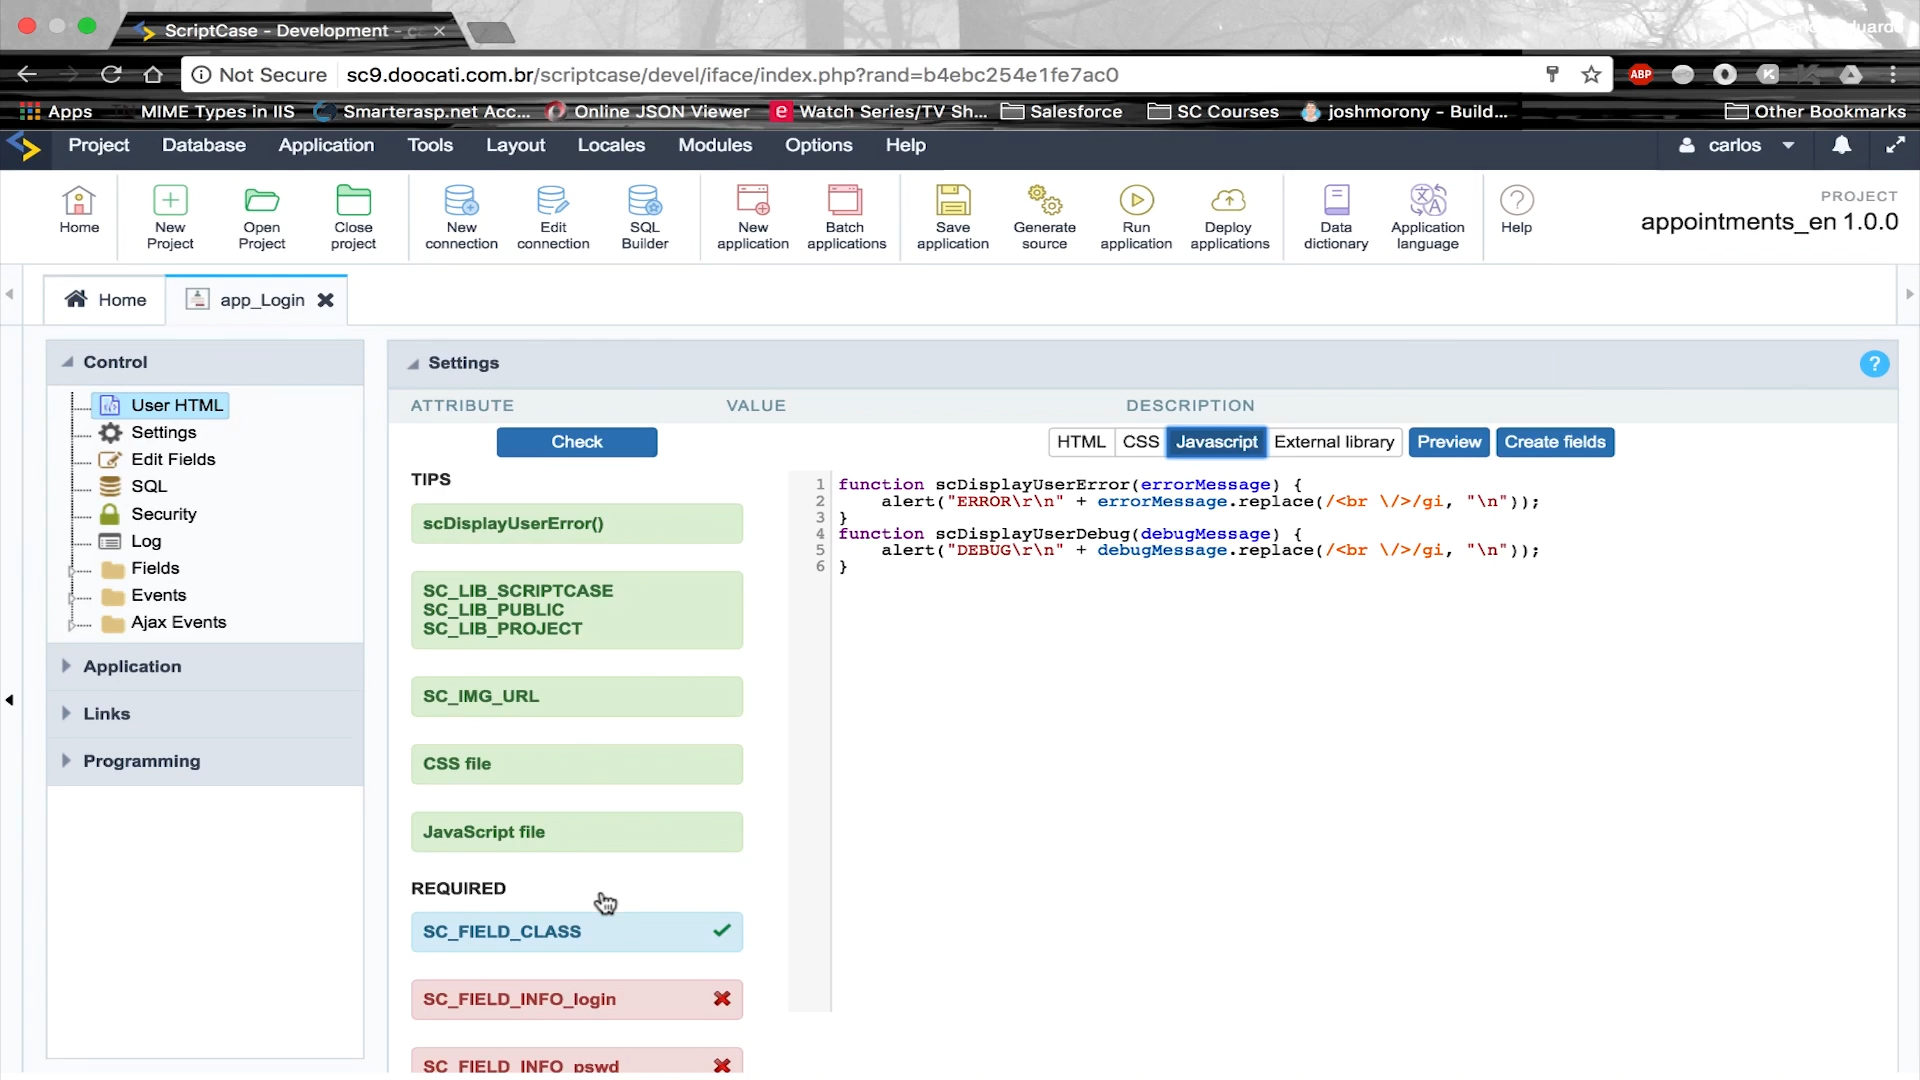 ScriptCase - Development - c
Not Secure
sc9.doocati.com.br/scriptcase/devel/iface/index.php?rand=b4ebc254e1fe7ac0
ABP
Apps
MIME Types in IIS
Smarterasp.net Acc...
Online JSON Viewer
Watch Series/TV Sh...
Salesforce
SC Courses
joshmorony - Build...
Other Bookmarks
Project
Database
Application
Tools
Layout
Locales
Modules
Options
Help
carlos
Home
New
Project
Open
Project
Close
project
New
connection
Edit
connection
SQL
Builder
New
application
Batch
applications
Save
application
Generate
source
Run
application
Deploy
applications
Data
dictionary
Application
language
Help
PROJECT
appointments_en 1.0.0
Home
app_Login
Control
User HTML
Settings
Edit Fields
SQL
Security
Log
Fields
Events
Ajax Events
Application
Links
Programming
Settings
?
ATTRIBUTE
VALUE
DESCRIPTION
Check
HTML
CSS
Javascript
External library
Preview
Create fields
TIPS
scDisplayUserError()
SC_LIB_SCRIPTCASE
SC_LIB_PUBLIC
SC_LIB_PROJECT
SC_IMG_URL
CSS file
JavaScript file
REQUIRED
SC_FIELD_CLASS
SC_FIELD_INFO_login
SC_FIELD_INFO_pswd
1 function scDisplayUserError(errorMessage) {
2 alert("ERROR\r\n" + errorMessage.replace(/<br \/>/gi, "\n"));
3 }
4 function scDisplayUserDebug(debugMessage) {
5 alert("DEBUG\r\n" + debugMessage.replace(/<br \/>/gi, "\n"));
6 }